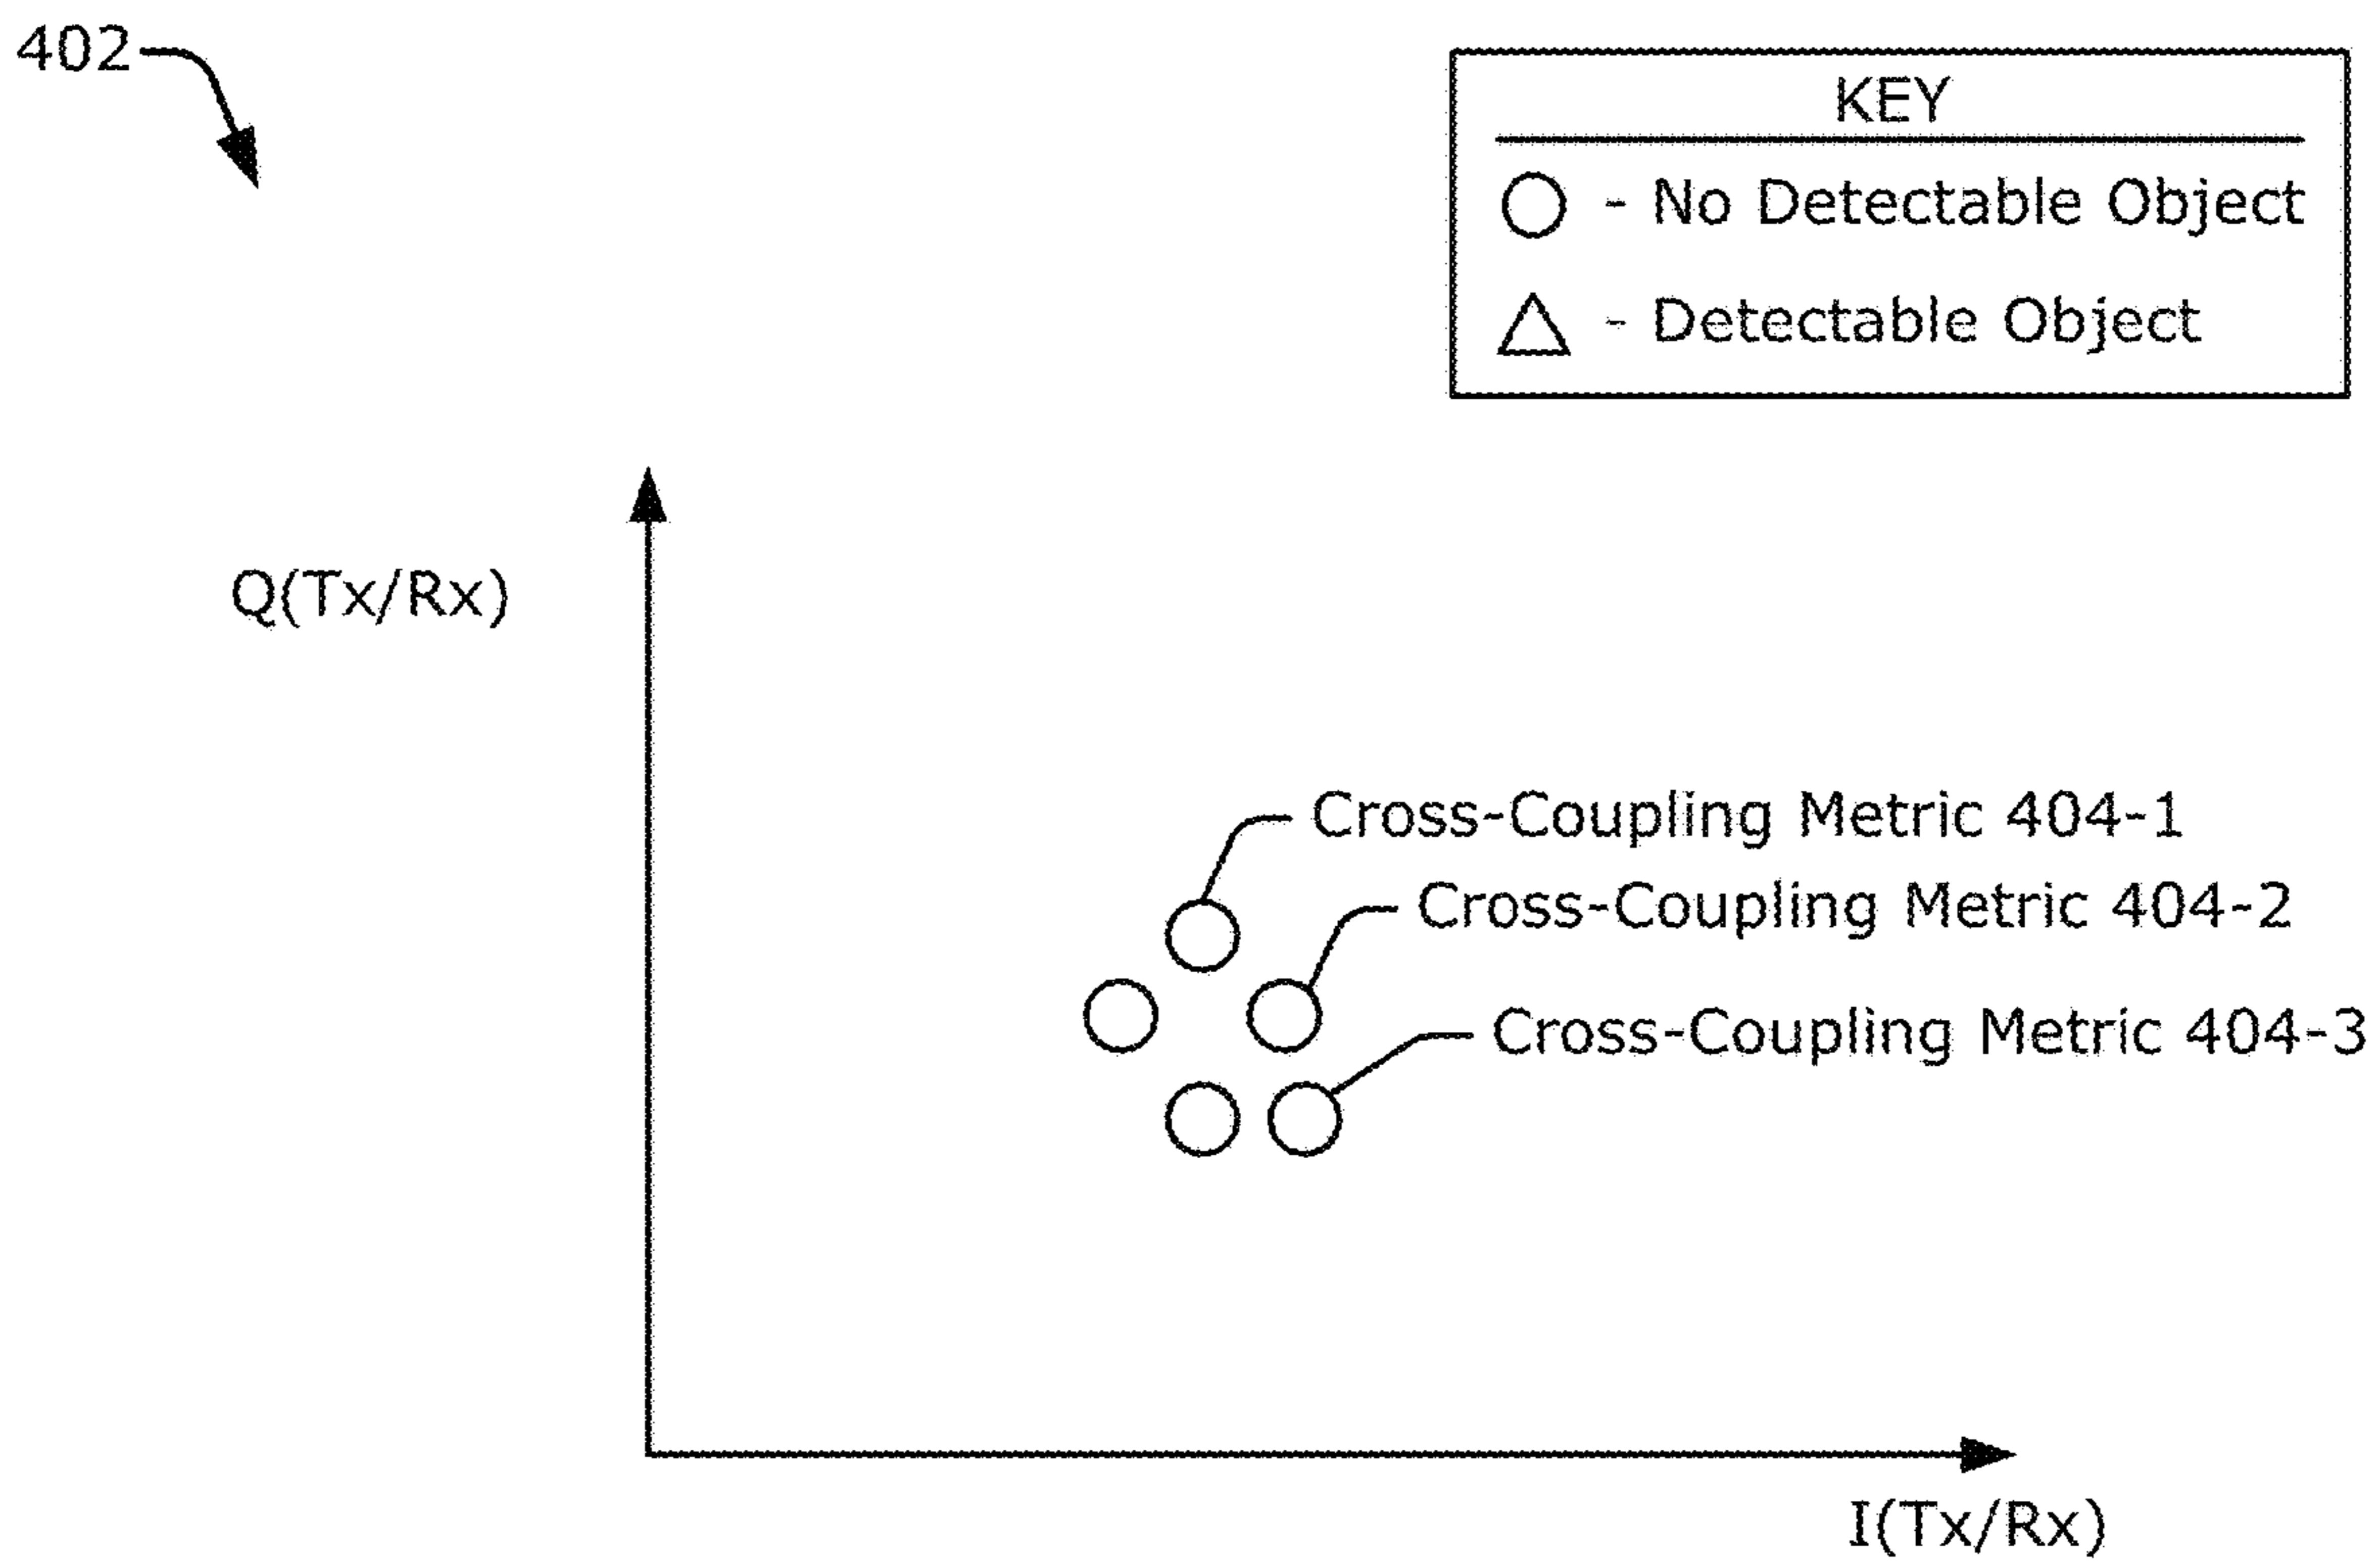 402
KEY
- No Detectable Object
- Detectable Object
Q(Tx/Rx)
Cross-Coupling Metric 404-1
Cross-Coupling Metric 404-2
Cross-Coupling Metric 404-3
I(Tx/Rx)